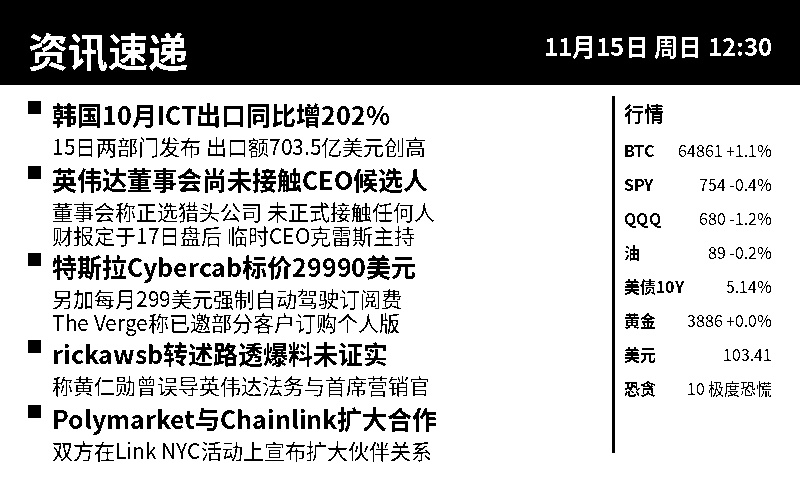 资讯速递
11月15日 周日 12:30
韩国10月ICT出口同比增202%
15日两部门发布 出口额703.5亿美元创高
英伟达董事会尚未接触CEO候选人
董事会称正选猎头公司 未正式接触任何人
财报定于17日盘后 临时CEO克雷斯主持
特斯拉Cybercab标价29990美元
另加每月299美元强制自动驾驶订阅费
The Verge称已邀部分客户订购个人版
rickawsb转述路透爆料未证实
称黄仁勋曾误导英伟达法务与首席营销官
Polymarket与Chainlink扩大合作
双方在Link NYC活动上宣布扩大伙伴关系
行情
BTC 64861 +1.1%
SPY 754 -0.4%
QQQ 680 -1.2%
油 89 -0.2%
美债10Y 5.14%
黄金 3886 +0.0%
美元 103.41
恐贪 10 极度恐慌